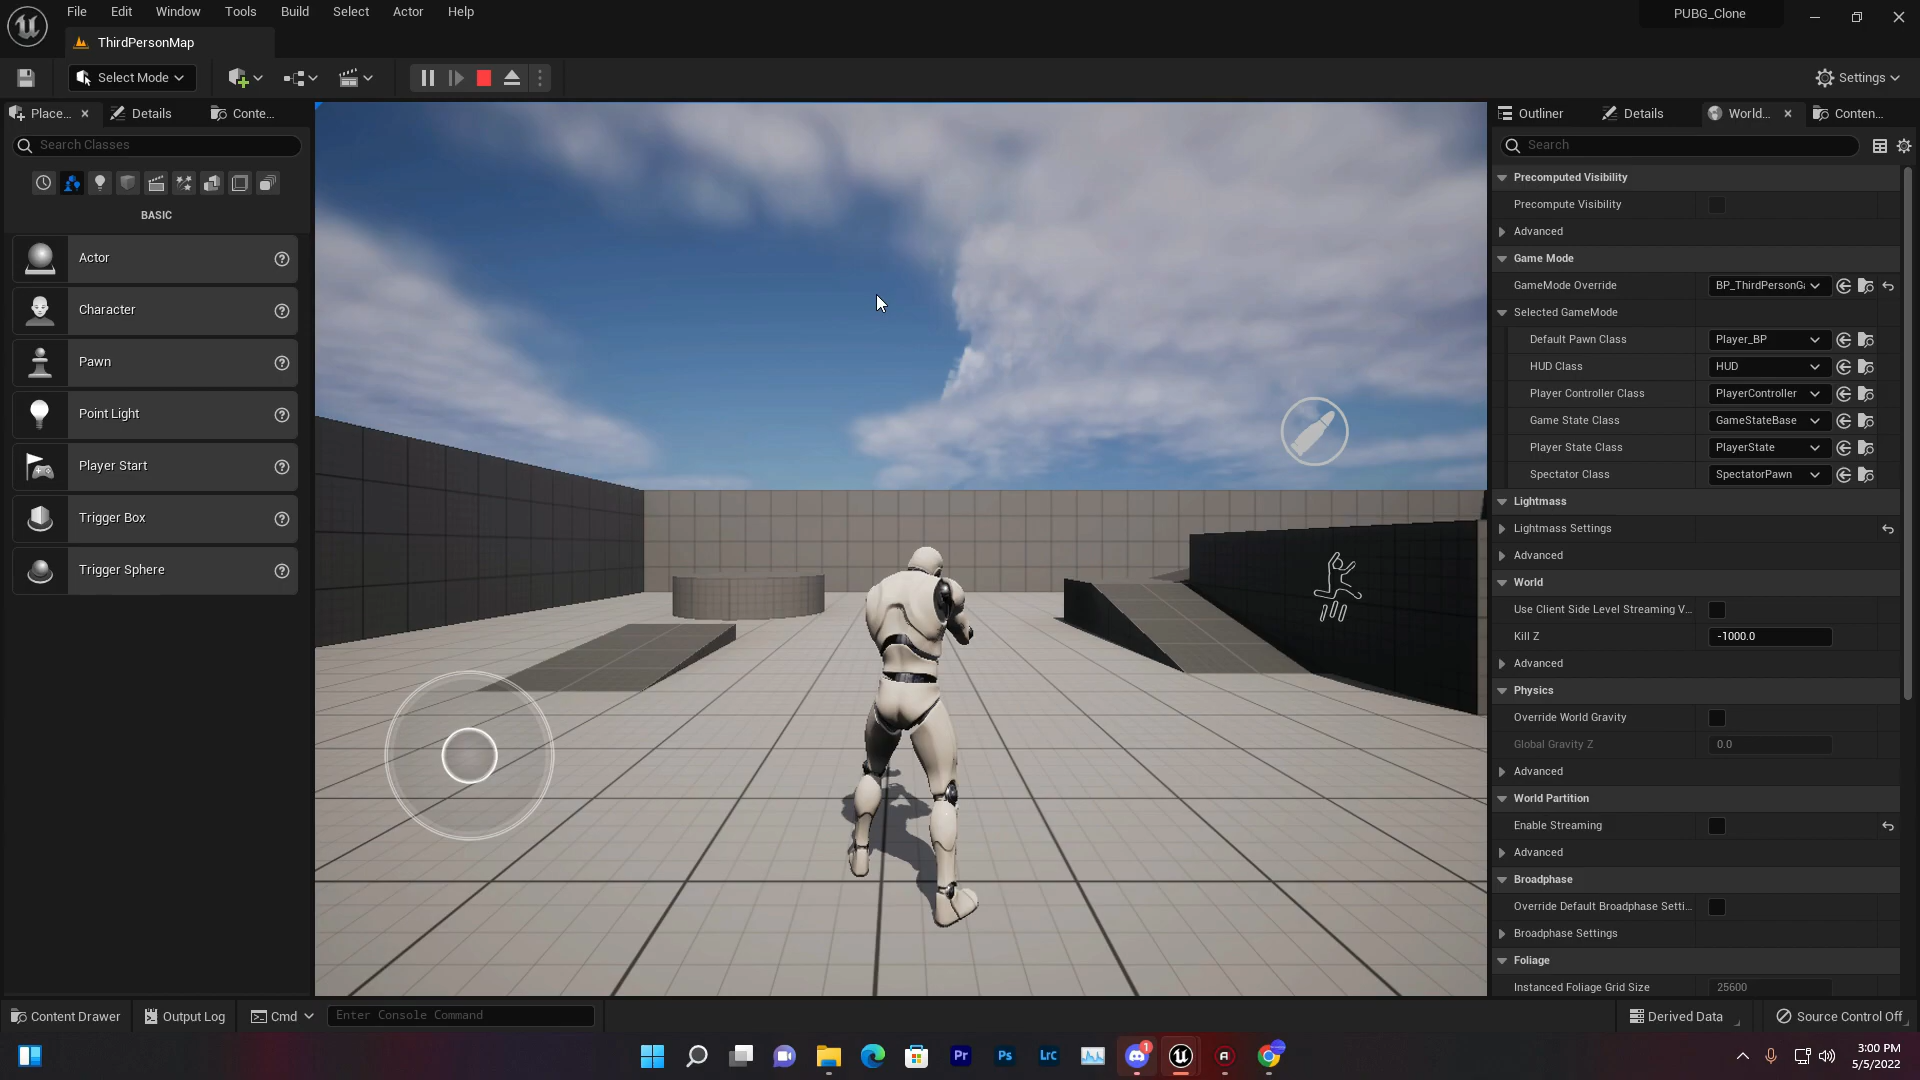 File Edit Window Tools Build Select Actor Help
PUBG_Clone
ThirdPersonMap
Select Mode
Settings
Place...
Details
Conte...
Outliner
Details
World...
Conten...
Search Classes
Search
BASIC
Actor
Character
Pawn
Point Light
Player Start
Trigger Box
Trigger Sphere
Precomputed Visibility
Precompute Visibility
Advanced
Game Mode
GameMode Override BP_ThirdPersonGa
Selected GameMode
Default Pawn Class Player_BP
HUD Class HUD
Player Controller Class PlayerController
Game State Class GameStateBase
Player State Class PlayerState
Spectator Class SpectatorPawn
Lightmass
Lightmass Settings
Advanced
World
Use Client Side Level Streaming V...
Kill Z -1000.0
Advanced
Physics
Override World Gravity
Global Gravity Z 0.0
Advanced
World Partition
Enable Streaming
Advanced
Broadphase
Override Default Broadphase Setti...
Broadphase Settings
Foliage
Instanced Foliage Grid Size 25600
Content Drawer
Output Log
Cmd
Enter Console Command
Derived Data
Source Control Off
Pr
Ps
LrC
1
3:00 PM
5/5/2022